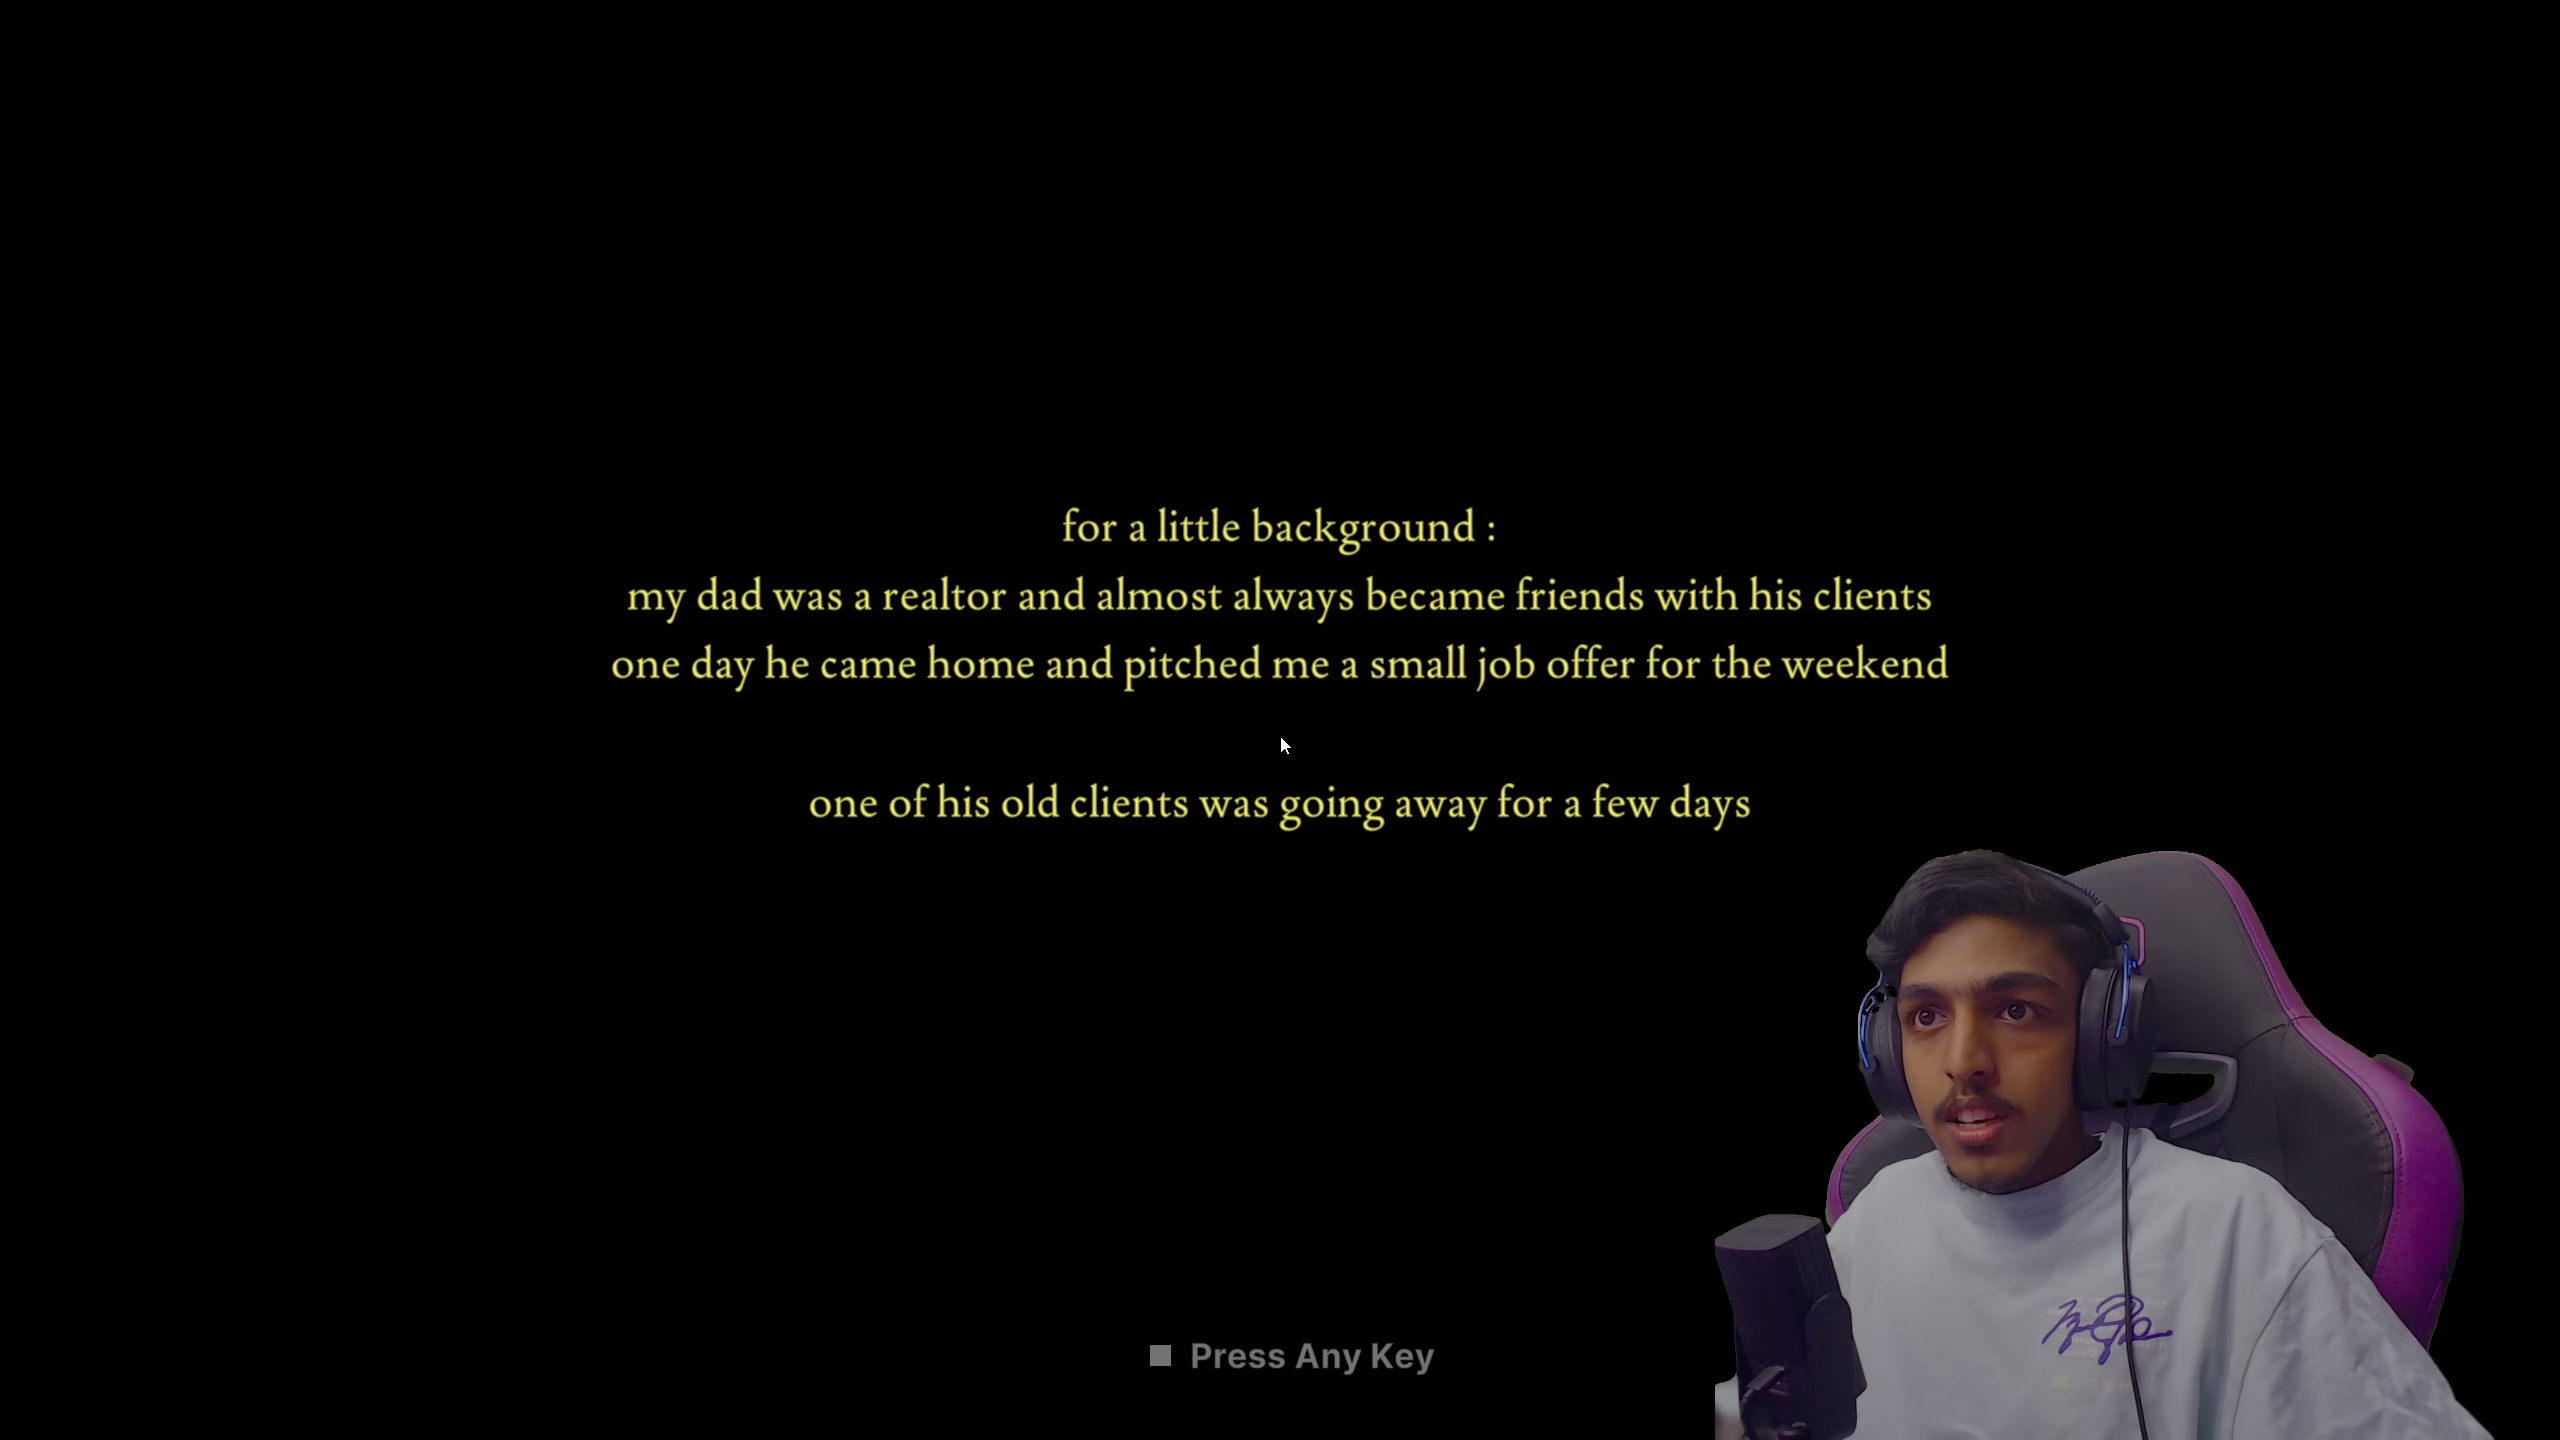 for a little background :
my dad was a realtor and almost always became friends with his clients
one day he came home and pitched me a small job offer for the weekend
one of his old clients was going away for a few days
Press Any Key